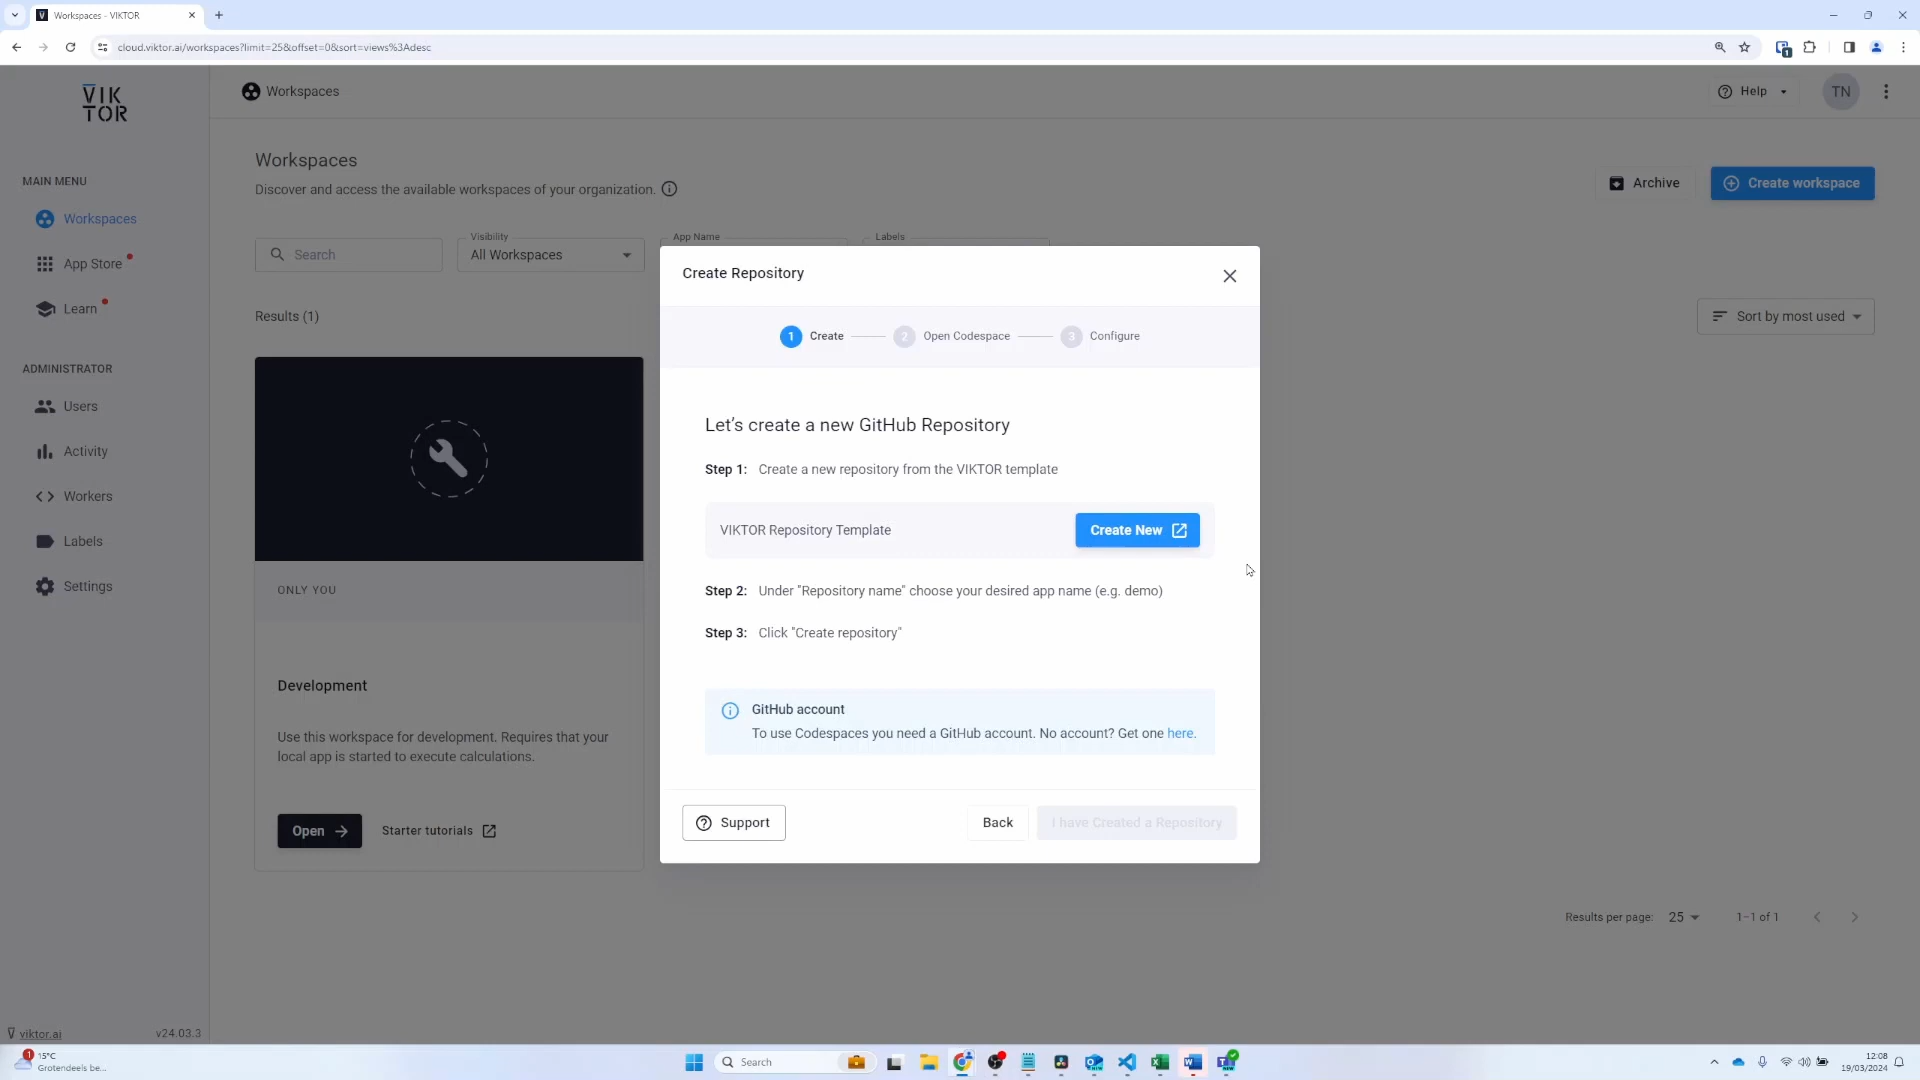 Workspaces - VIKTOR
cloud.viktor.ai/workspaces?limit=25&offset=0&sort=views%3Adesc
VIK
TOR
Workspaces
Help
TN
MAIN MENU
Workspaces
App Store
Learn
ADMINISTRATOR
Users
Activity
Workers
Labels
Settings
viktor.ai
v24.03.3
Workspaces
Discover and access the available workspaces of your organization.
Archive
Create workspace
Search
Visibility
All Workspaces
App Name
Labels
Results (1)
Sort by most used
ONLY YOU
Development
Use this workspace for development. Requires that your
local app is started to execute calculations.
Open
Starter tutorials
Results per page: 25
1–1 of 1
Create Repository
1 Create
2 Open Codespace
3 Configure
Let’s create a new GitHub Repository
Step 1: Create a new repository from the VIKTOR template
VIKTOR Repository Template
Create New
Step 2: Under "Repository name" choose your desired app name (e.g. demo)
Step 3: Click "Create repository"
GitHub account
To use Codespaces you need a GitHub account. No account? Get one here.
Support
Back
I have Created a Repository
1
15°C
Grotendeels be...
Search
12:08
19/03/2024